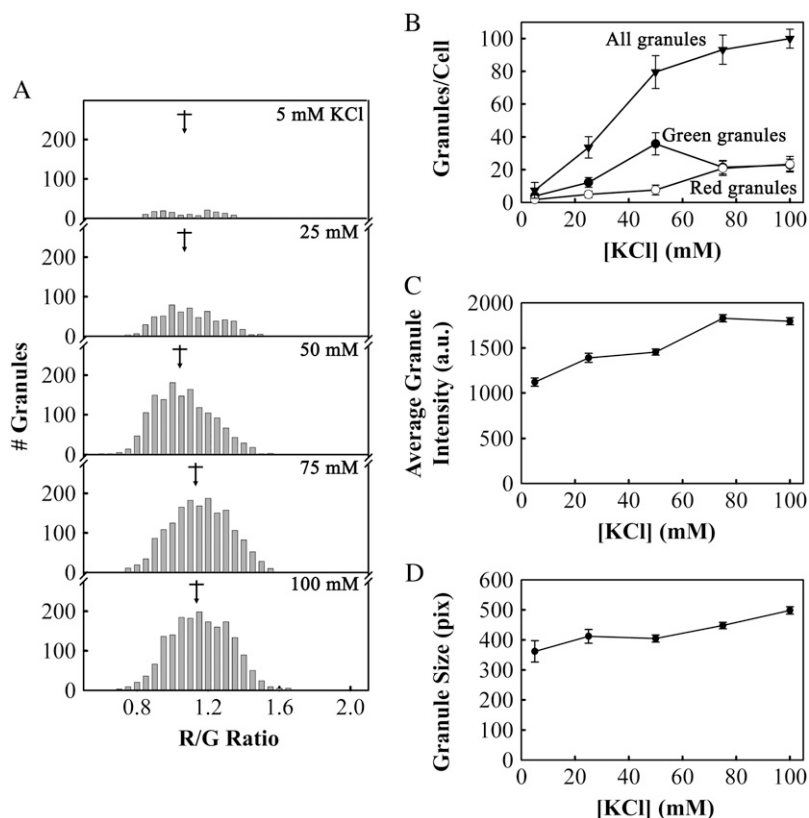 A
# Granules
5 mM KCl
200
100
0
25 mM
200
100
0
50 mM
200
100
0
75 mM
200
100
0
100 mM
200
100
0
0.8 1.2 1.6 2.0
R/G Ratio
B
Granules/Cell
100
80
60
40
20
0
All granules
Green granules
Red granules
0 20 40 60 80 100
[KCl] (mM)
C
Average Granule
Intensity (a.u.)
2000
1500
1000
500
0
0 20 40 60 80 100
[KCl] (mM)
D
Granule Size (pix)
600
500
400
300
200
100
0
0 20 40 60 80 100
[KCl] (mM)